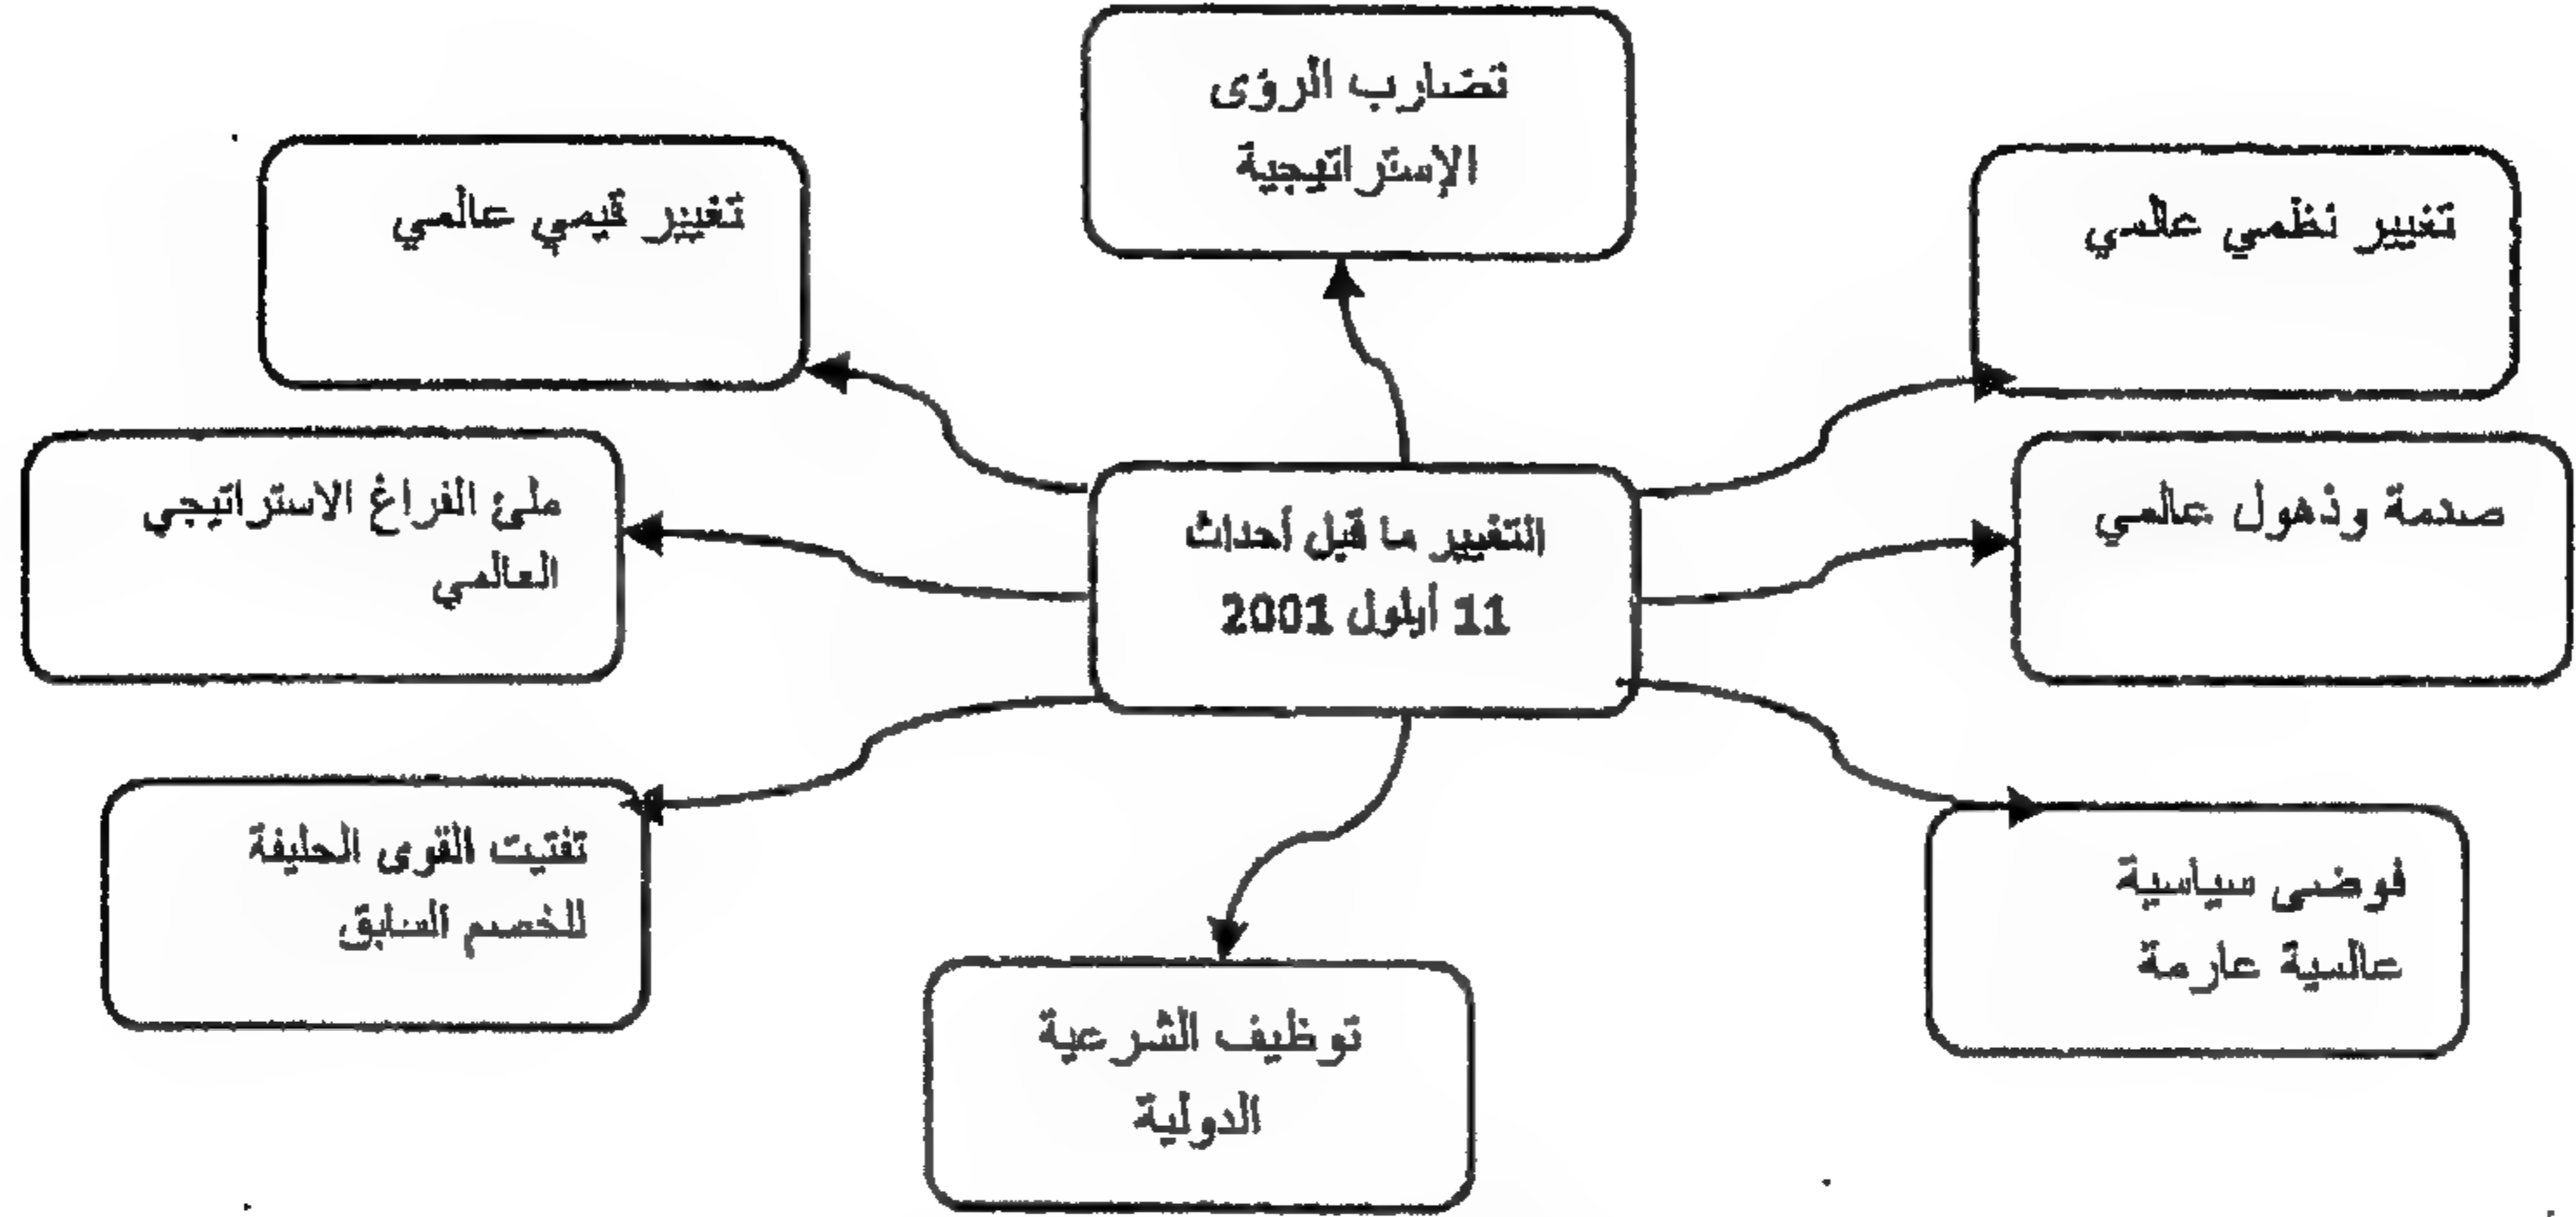 تضارب الرؤى
الإستراتيجية
تغيير نظمي عالمي
تغيير قيمي عالمي
صدمة وذهول عالمي
التغيير ما قبل أحداث
11 أيلول 2001
ملئ الفراغ الاستراتيجي
العالمي
فوضى سياسية
عالمية عارمة
تفتيت القوى الحليفة
للخصم السابق
توظيف الشرعية
الدولية